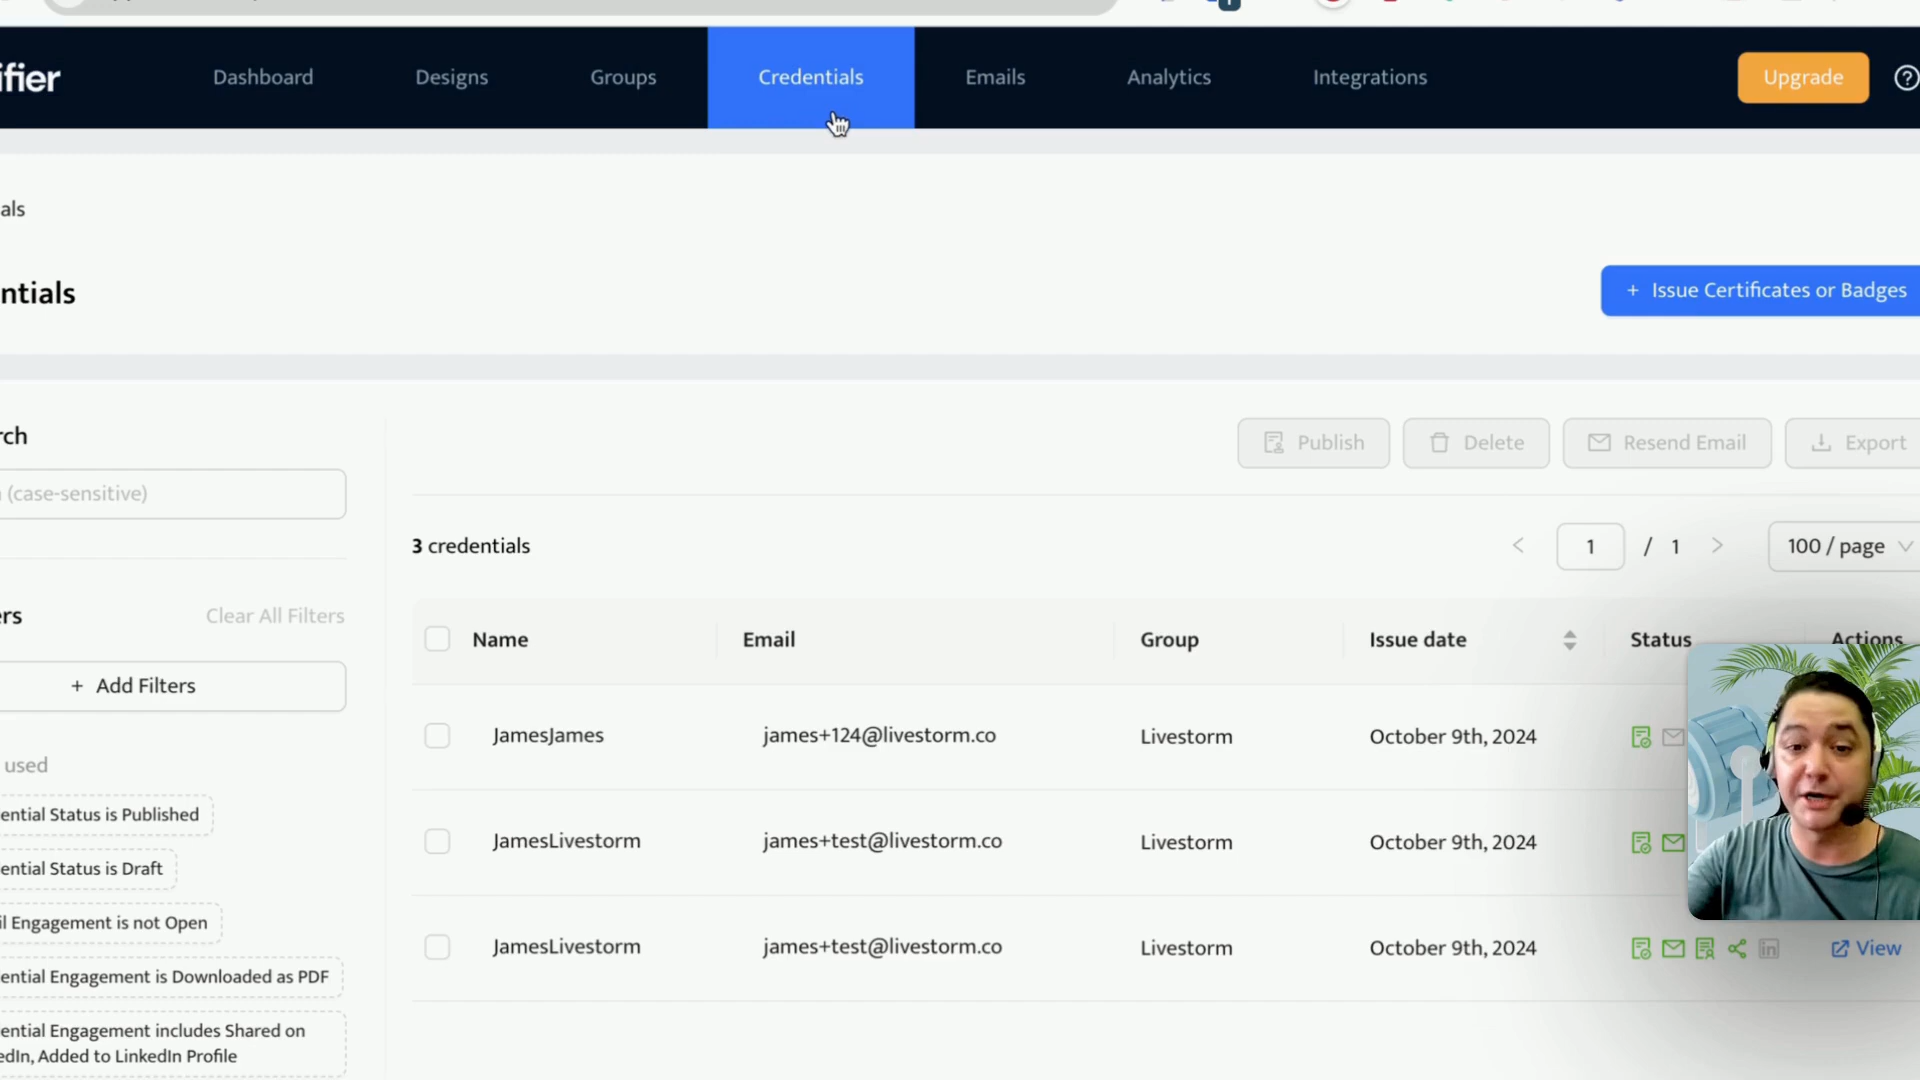 ifier
Dashboard
Designs
Groups
Credentials
Emails
Analytics
Integrations
Upgrade
als
ntials
+ Issue Certificates or Badges
rch
(case-sensitive)
Publish
Delete
Resend Email
Export
3 credentials
< 1 / 1 >
100 / page
ers
Clear All Filters
+ Add Filters
used
ential Status is Published
ential Status is Draft
il Engagement is not Open
ential Engagement is Downloaded as PDF
ential Engagement includes Shared on
edIn, Added to LinkedIn Profile
Name Email Group Issue date Status Actions
JamesJames james+124@livestorm.co Livestorm October 9th, 2024
JamesLivestorm james+test@livestorm.co Livestorm October 9th, 2024
JamesLivestorm james+test@livestorm.co Livestorm October 9th, 2024 in View